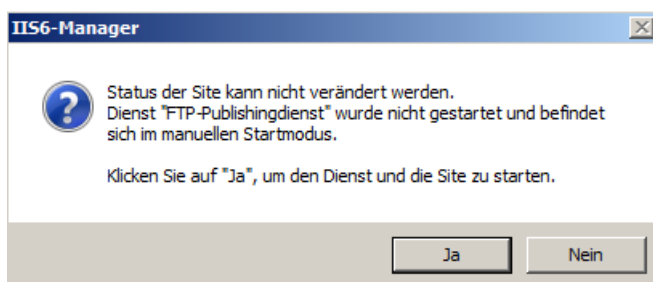 IIS6-Manager
Status der Site kann nicht verändert werden.
Dienst "FTP-Publishingdienst" wurde nicht gestartet und befindet
sich im manuellen Startmodus.
Klicken Sie auf "Ja", um den Dienst und die Site zu starten.
Ja
Nein